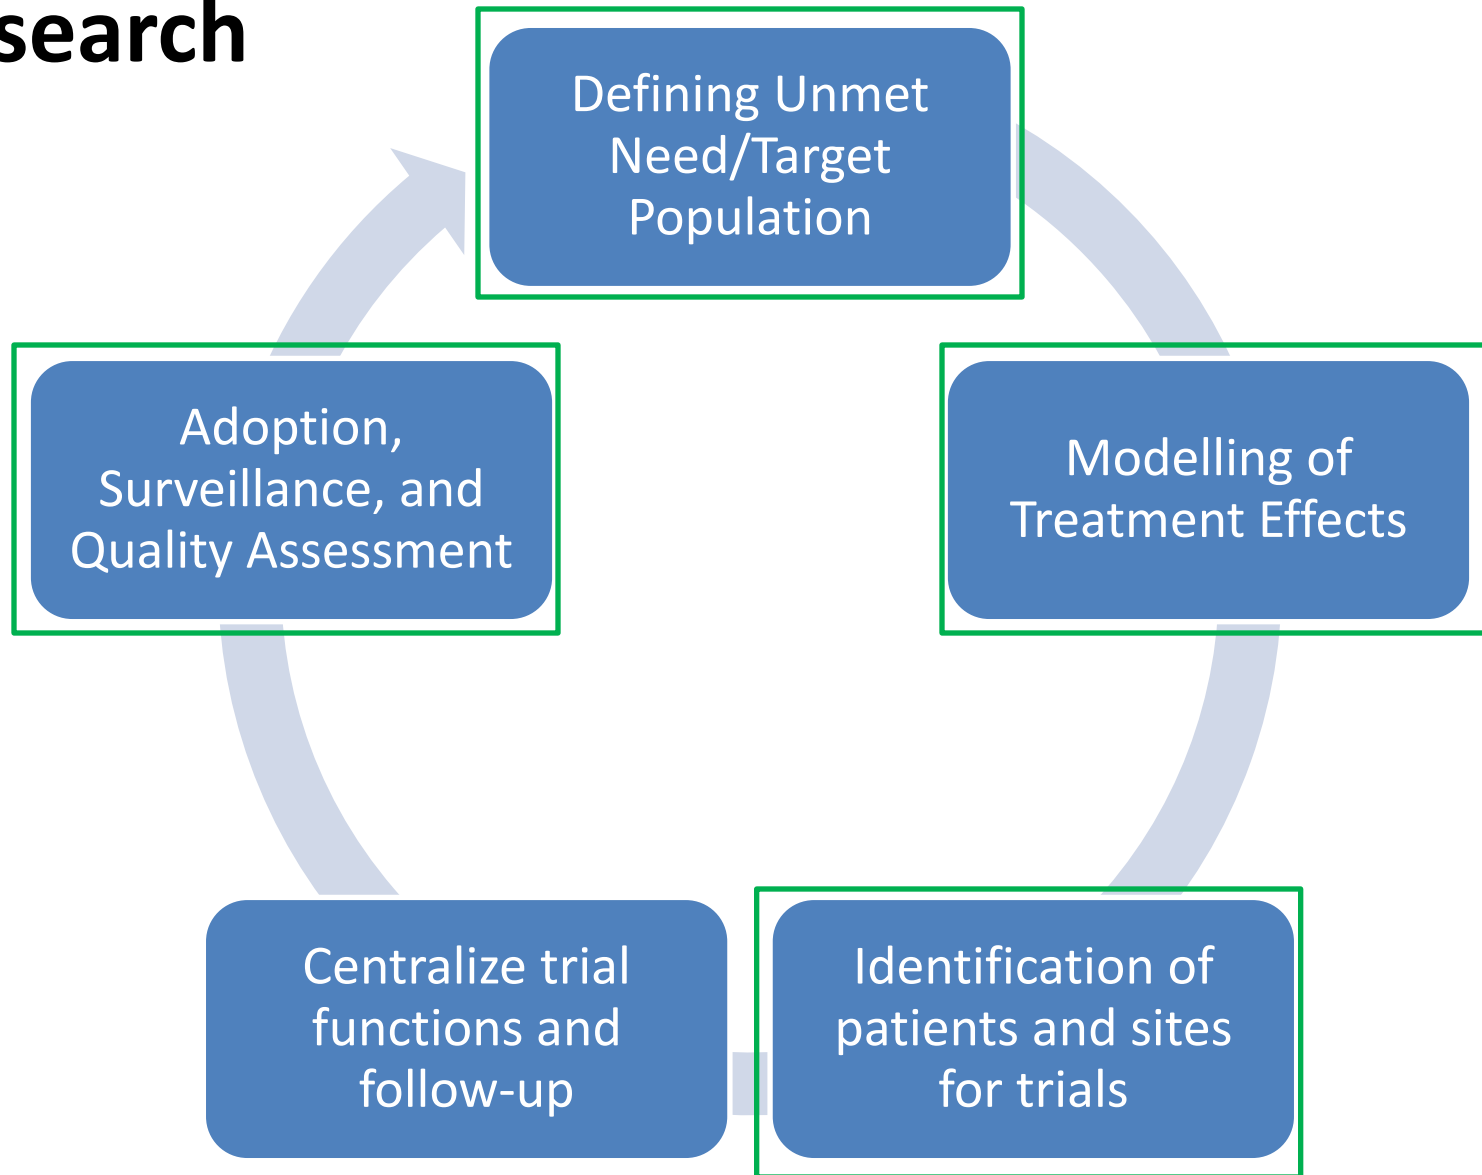 search
Defining Unmet
Need/Target
Population
Modelling of
Treatment Effects
Identification of
patients and sites
for trials
Centralize trial
functions and
follow-up
Adoption,
Surveillance, and
Quality Assessment